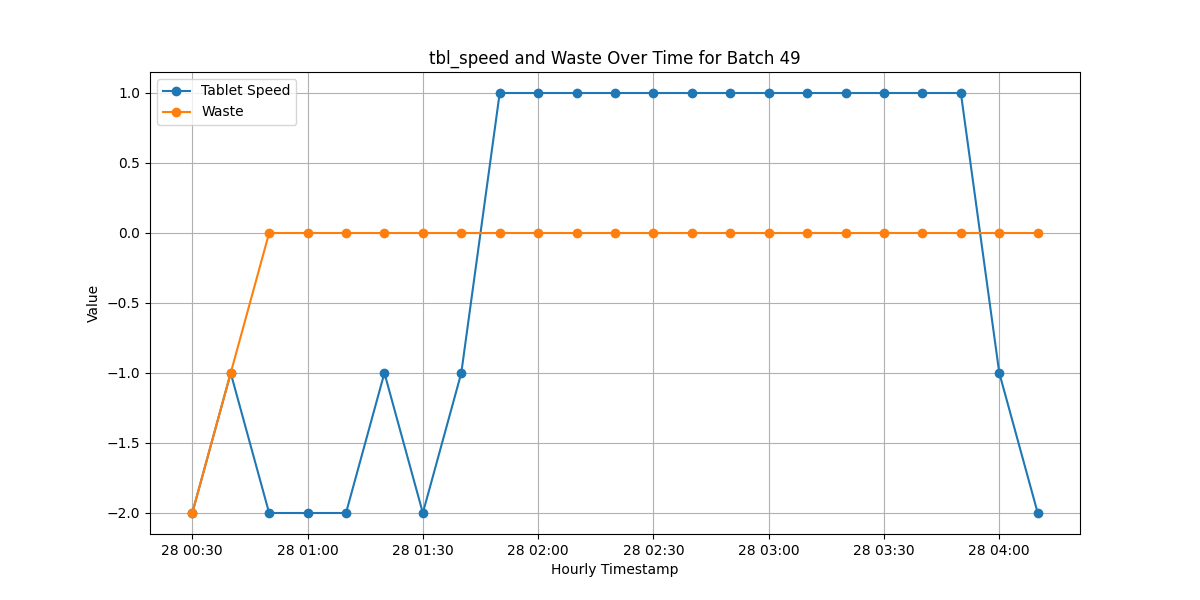 tbl_speed and Waste Over Time for Batch 49
Tablet Speed
Waste
1.0
0.5
0.0
−0.5
−1.0
−1.5
−2.0
Value
28 00:30 28 01:00 28 01:30 28 02:00 28 02:30 28 03:00 28 03:30 28 04:00
Hourly Timestamp